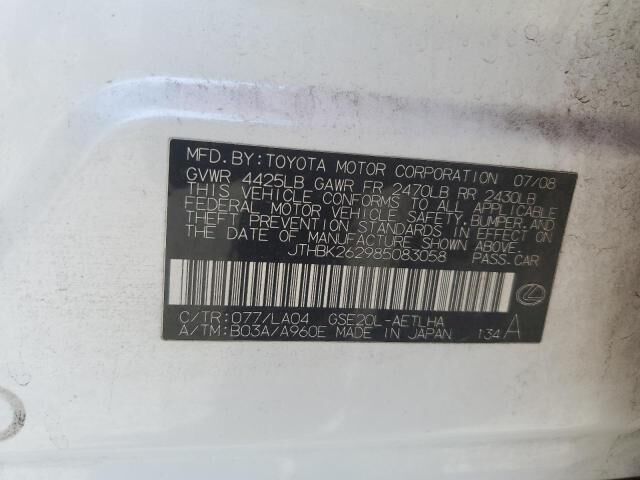 MFD. BY: TOYOTA MOTOR CORPORATION 07/08
GVWR 4425LB GAWR FR 2470LB RR 2430LB
THIS VEHICLE CONFORMS TO ALL APPLICABLE
FEDERAL MOTOR VEHICLE SAFETY, BUMPER, AND
THEFT PREVENTION STANDARDS IN EFFECT ON
THE DATE OF MANUFACTURE SHOWN ABOVE.
JTHBK262985083058 PASS. CAR
C/TR: 077/LA04 GSE20L-AETLHA
A/TM: B03A/A960E MADE IN JAPAN 134 A